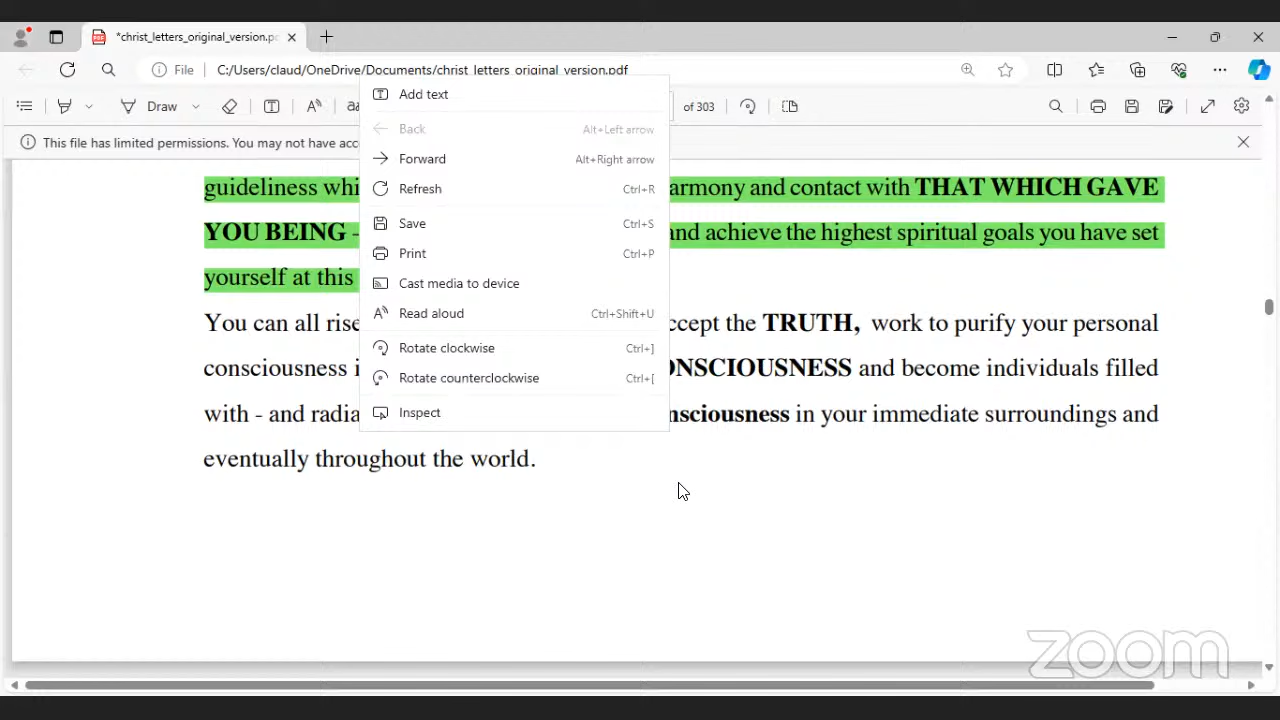 *christ_letters_original_version.pd
File C:/Users/claud/OneDrive/Documents/christ_letters_original_version.pdf
Draw of 303
This file has limited permissions. You may not have acc
Add text
Back Alt+Left arrow
Forward Alt+Right arrow
Refresh Ctrl+R
Save Ctrl+S
Print Ctrl+P
Cast media to device
Read aloud Ctrl+Shift+U
Rotate clockwise Ctrl+]
Rotate counterclockwise Ctrl+[
Inspect
guideliness whi armony and contact with THAT WHICH GAVE
YOU BEING - and achieve the highest spiritual goals you have set
yourself at this
You can all rise ccept the TRUTH, work to purify your personal
consciousness i ONSCIOUSNESS and become individuals filled
with - and radia nsciousness in your immediate surroundings and
eventually throughout the world.
zoom